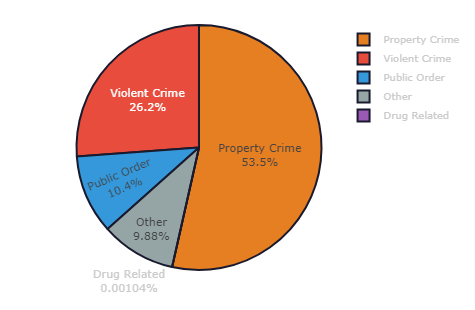 Property Crime
Violent Crime
Public Order
Other
Drug Related
Violent Crime
26.2%
Property Crime
53.5%
Public Order
10.4%
Other
9.88%
Drug Related
0.00104%